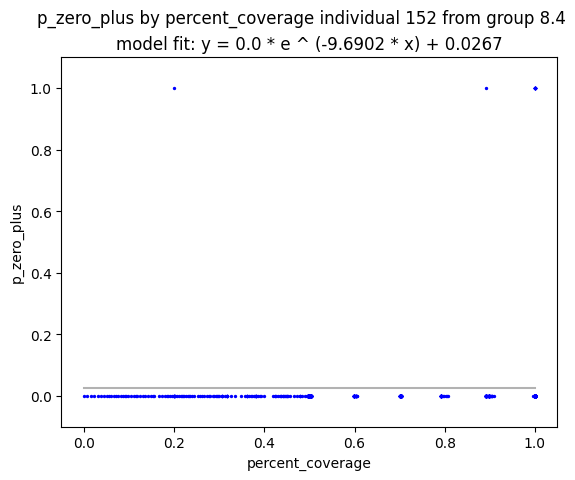 p_zero_plus by percent_coverage individual 152 from group 8.4
model fit: y = 0.0 * e ^ (-9.6902 * x) + 0.0267
1.0
0.8
0.6
0.4
0.2
0.0
p_zero_plus
0.0 0.2 0.4 0.6 0.8 1.0
percent_coverage